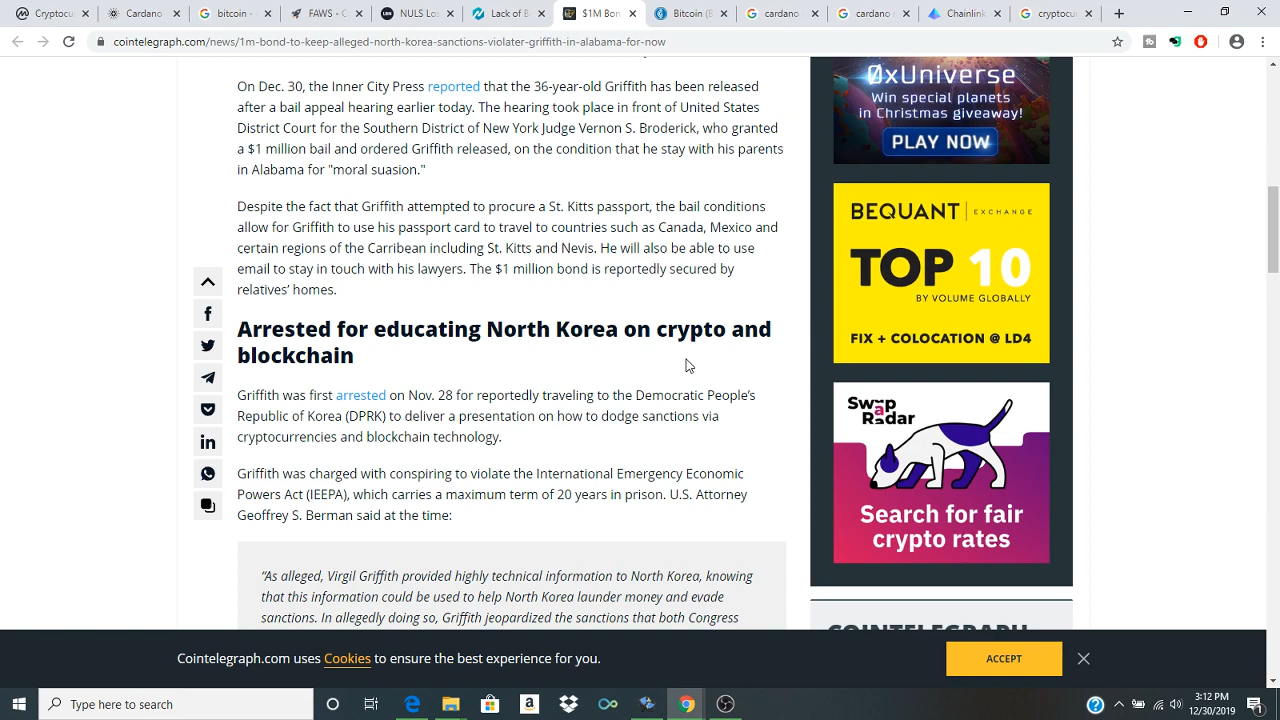 Cryptocu
Cardano
G cardan
FAWS - V
NULS Los
Lack of B
$1M Bon
Bitcoin (B
cardano
Chainlink
cointelegraph.com/news/1m-bond-to-keep-alleged-north-korea-sanctions-violater-griffith-in-alabama-for-now
On Dec. 30, Inner City Press reported that the 36-year-old Griffith has been released
after his appeal hearing earlier today. The hearing took place in front of United States
District Court for the Southern District of New York Judge Vernon S. Broderick, who granted
a $1 million bail and ordered Griffith released, on the condition that he stay with his parents
in Alabama for "moral suasion."
Despite the fact that Griffith attempted to procure a St. Kitts passport, the bail conditions
allow Griffith to use his passport card to travel to countries such as Canada, Mexico and
certain regions of the Carribean including St. Kitts and Nevis. He will also be able to use
email to stay in touch with his lawyers. The $1 million bond is reportedly secured by
relatives' homes.
Arrested for educating North Korea on crypto and
blockchain
Griffith was first arrested on Nov. 28 for reportedly traveling to the Democratic People's
Republic of Korea (DPRK) to deliver a presentation on how to dodge sanctions via
cryptocurrencies and blockchain technology.
Griffith was charged with conspiring to violate the International Emergency Economic
Powers Act (IEEPA), which carries a maximum term of 20 years in prison. U.S. Attorney
Geoffrey S. Berman said at the time:
"As alleged, Virgil Griffith provided highly technical information to North Korea, knowing
that this information could be used to help North Korea launder money and evade
sanctions. In allegedly doing so, Griffith jeopardized the sanctions that both Congress
0xUniverse
Win special planets
in Christmas giveaway!
PLAY NOW
BEQUANT | EXCHANGE
TOP 10
BY VOLUME GLOBALLY
FIX + COLOCATION @ LD4
Swap
a
Radar
Search for fair
crypto rates
COINTELEGRAPH
Cointelegraph.com uses Cookies to ensure the best experience for you.
ACCEPT
Type here to search
3:12 PM
12/30/2019